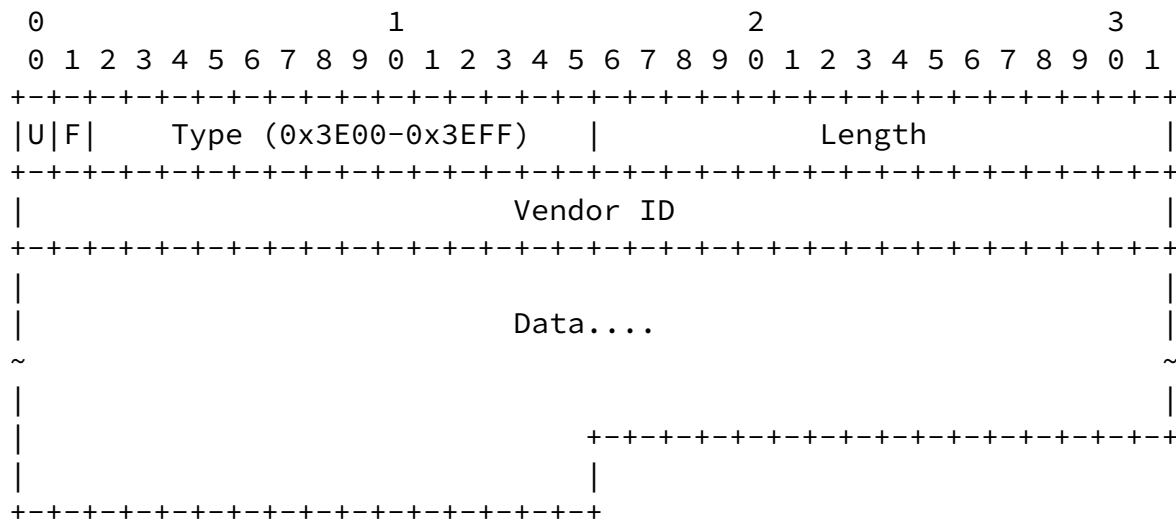 0                   1                   2                   3
 0 1 2 3 4 5 6 7 8 9 0 1 2 3 4 5 6 7 8 9 0 1 2 3 4 5 6 7 8 9 0 1
+-+-+-+-+-+-+-+-+-+-+-+-+-+-+-+-+-+-+-+-+-+-+-+-+-+-+-+-+-+-+-+-+
|U|F|    Type (0x3E00-0x3EFF)   |            Length             |
+-+-+-+-+-+-+-+-+-+-+-+-+-+-+-+-+-+-+-+-+-+-+-+-+-+-+-+-+-+-+-+-+
|                           Vendor ID                           |
+-+-+-+-+-+-+-+-+-+-+-+-+-+-+-+-+-+-+-+-+-+-+-+-+-+-+-+-+-+-+-+-+
|                                                               |
|                           Data....                            |
~                                                               ~
|                                                               |
|                               +-+-+-+-+-+-+-+-+-+-+-+-+-+-+-+-+
|                               |
+-+-+-+-+-+-+-+-+-+-+-+-+-+-+-+-+